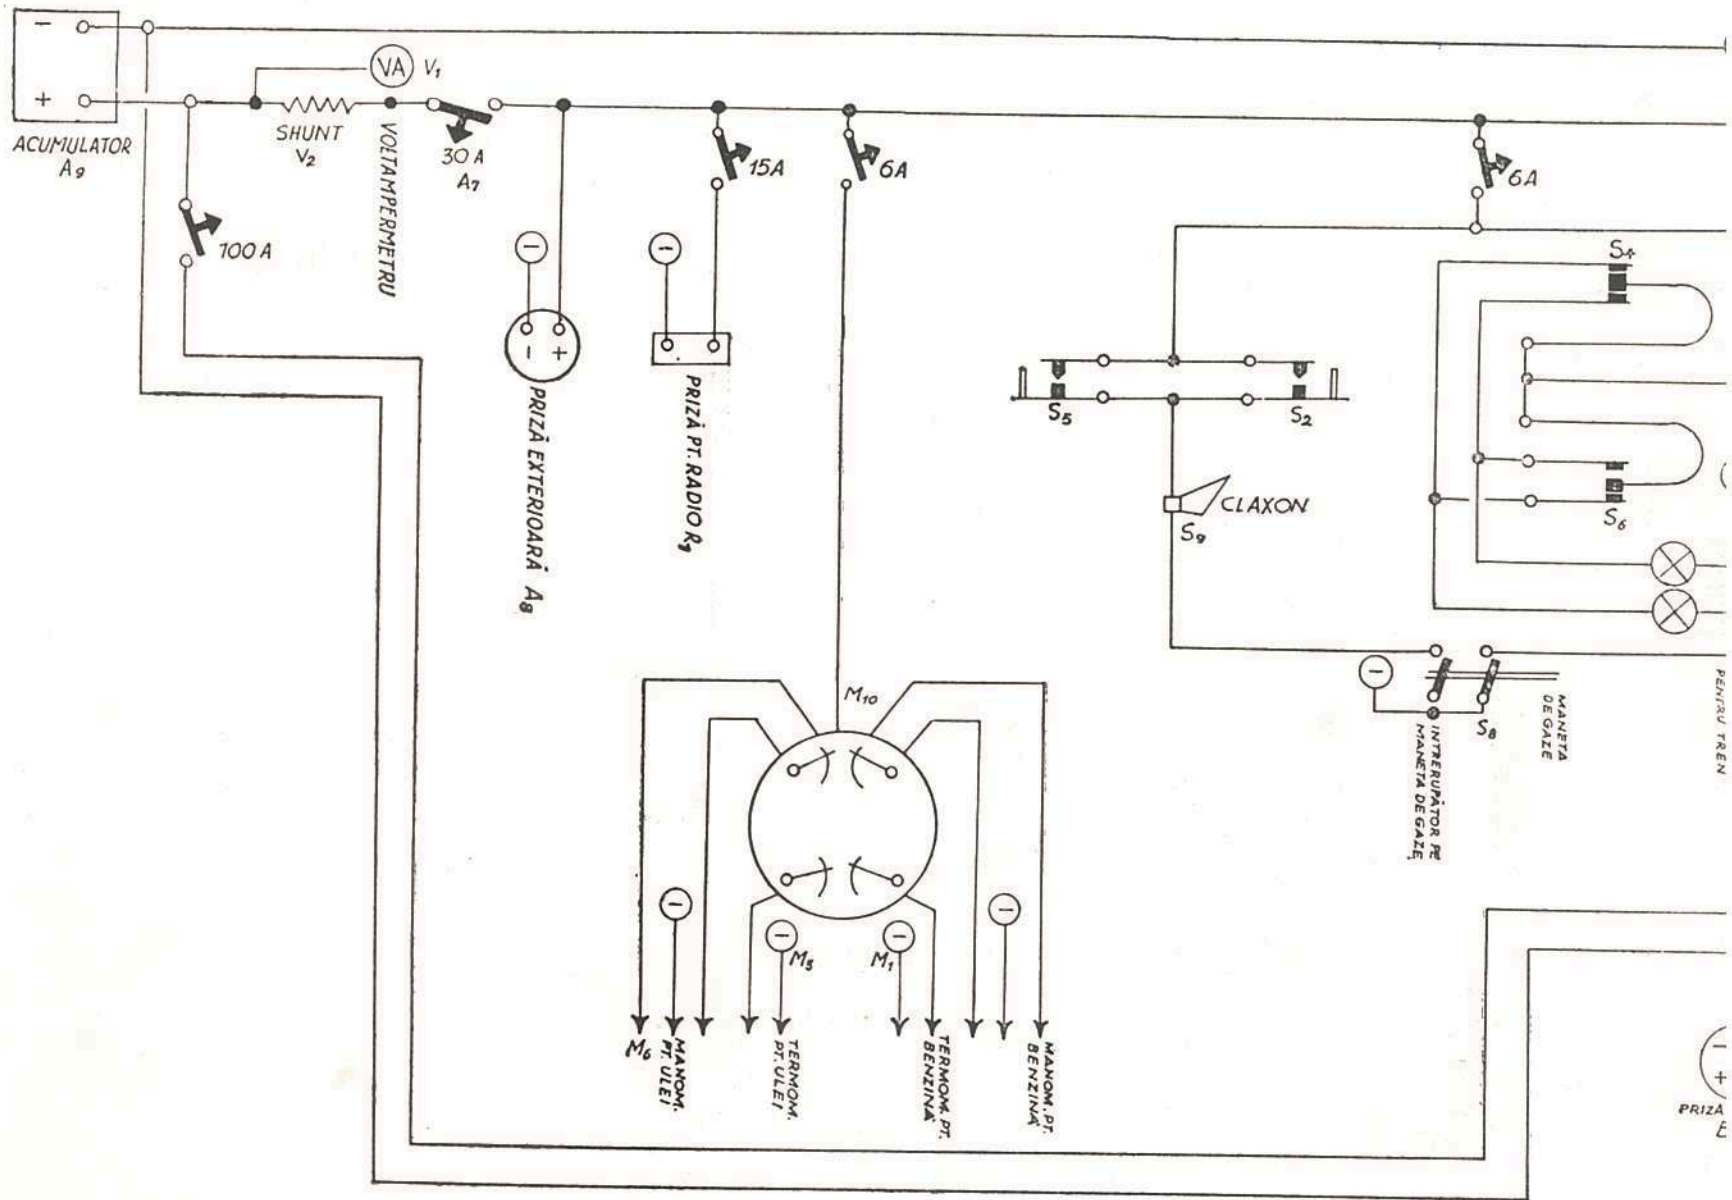 −
+
ACUMULATOR
A9
VA
V1
SHUNT
V2
VOLTAMPERMETRU
30 A
A7
100 A
−
− +
PRIZĂ EXTERIOARĂ A8
−
PRIZĂ PT. RADIO R9
15A
6A
6A
S4
S5
S2
CLAXON
S9
S6
−
S8
INTRERUPĂTOR PE
MANETA DE GAZE
MANETA
DE GAZE
PENTRU TREN
M10
−
−
M5
−
M1
−
M6
MANOM.
PT. ULEI
TERMOM.
PT. ULEI
TERMOM. PT.
BENZINĂ
MANOM. PT.
BENZINĂ
−
+
PRIZA